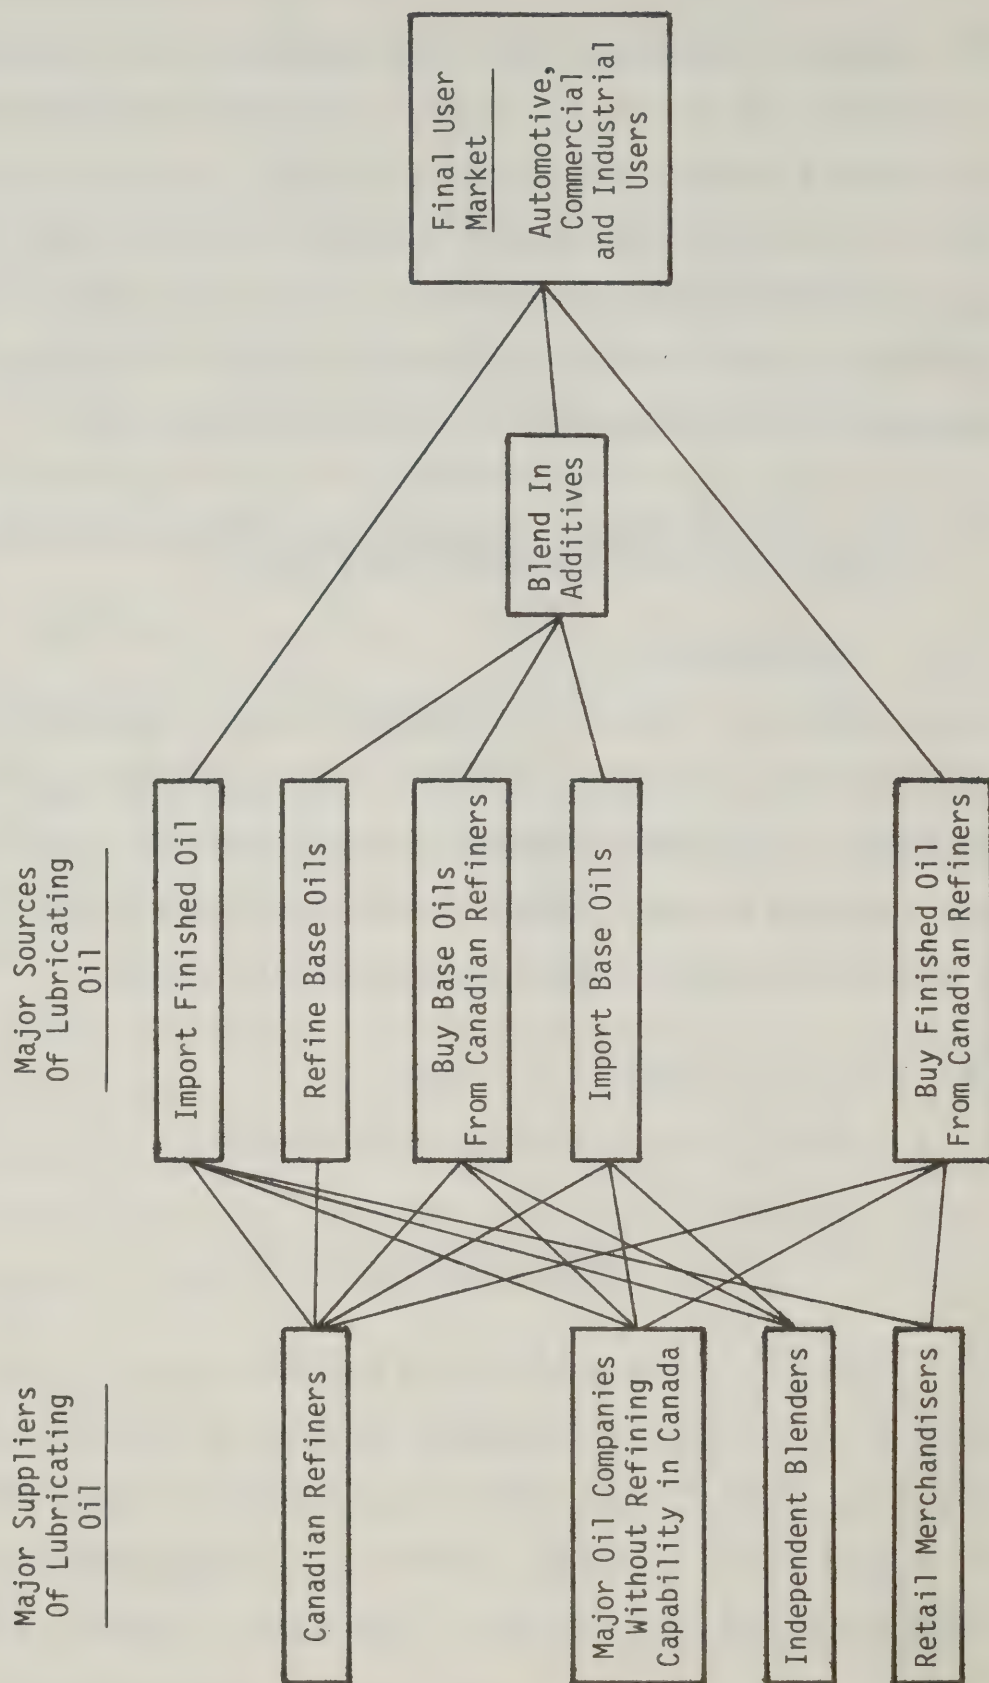 Major Suppliers
Of Lubricating
Oil
Canadian Refiners
Major Oil Companies
Without Refining
Capability in Canada
Independent Blenders
Retail Merchandisers
Major Sources
Of Lubricating
Oil
Import Finished Oil
Refine Base Oils
Buy Base Oils
From Canadian Refiners
Import Base Oils
Buy Finished Oil
From Canadian Refiners
Blend In
Additives
Final User
Market
Automotive,
Commercial
and Industrial
Users